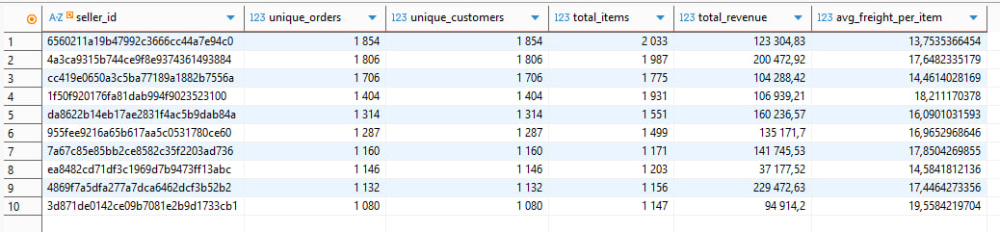 A-Z seller_id 123 unique_orders 123 unique_customers 123 total_items 123 total_revenue 123 avg_freight_per_item
1 6560211a19b47992c3666cc44a7e94c0 1 854 1 854 2 033 123 304,83 13,7535366454
2 4a3ca9315b744ce9f8e9374361493884 1 806 1 806 1 987 200 472,92 17,6482335179
3 cc419e0650a3c5ba77189a1882b7556a 1 706 1 706 1 775 104 288,42 14,4614028169
4 1f50f920176fa81dab994f9023523100 1 404 1 404 1 931 106 939,21 18,211170378
5 da8622b14eb17ae2831f4ac5b9dab84a 1 314 1 314 1 551 160 236,57 16,0901031593
6 955fee9216a65b617aa5c0531780ce60 1 287 1 287 1 499 135 171,7 16,9652968646
7 7a67c85e85bb2ce8582c35f2203ad736 1 160 1 160 1 171 141 745,53 17,8504269855
8 ea8482cd71df3c1969d7b9473ff13abc 1 146 1 146 1 203 37 177,52 14,5841812136
9 4869f7a5dfa277a7dca6462dcf3b52b2 1 132 1 132 1 156 229 472,63 17,4464273356
10 3d871de0142ce09b7081e2b9d1733cb1 1 080 1 080 1 147 94 914,2 19,5584219704